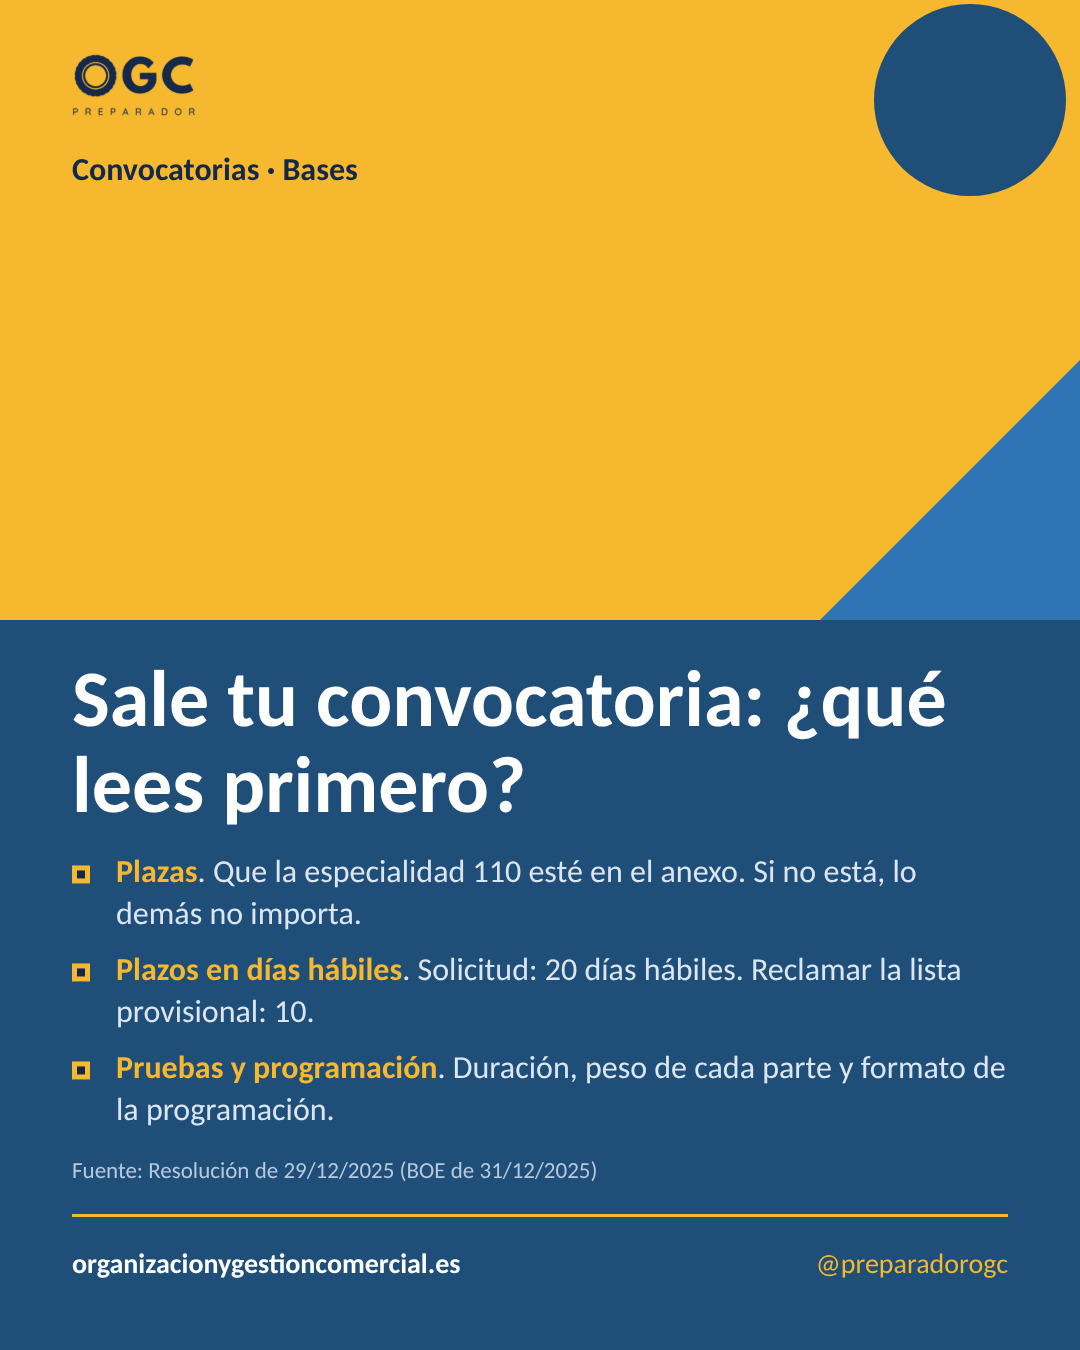 OGC
PREPARADOR
Convocatorias · Bases
Sale tu convocatoria: ¿qué
lees primero?
Plazas. Que la especialidad 110 esté en el anexo. Si no está, lo
demás no importa.
Plazos en días hábiles. Solicitud: 20 días hábiles. Reclamar la lista
provisional: 10.
Pruebas y programación. Duración, peso de cada parte y formato de
la programación.
Fuente: Resolución de 29/12/2025 (BOE de 31/12/2025)
organizacionygestioncomercial.es
@preparadorogc